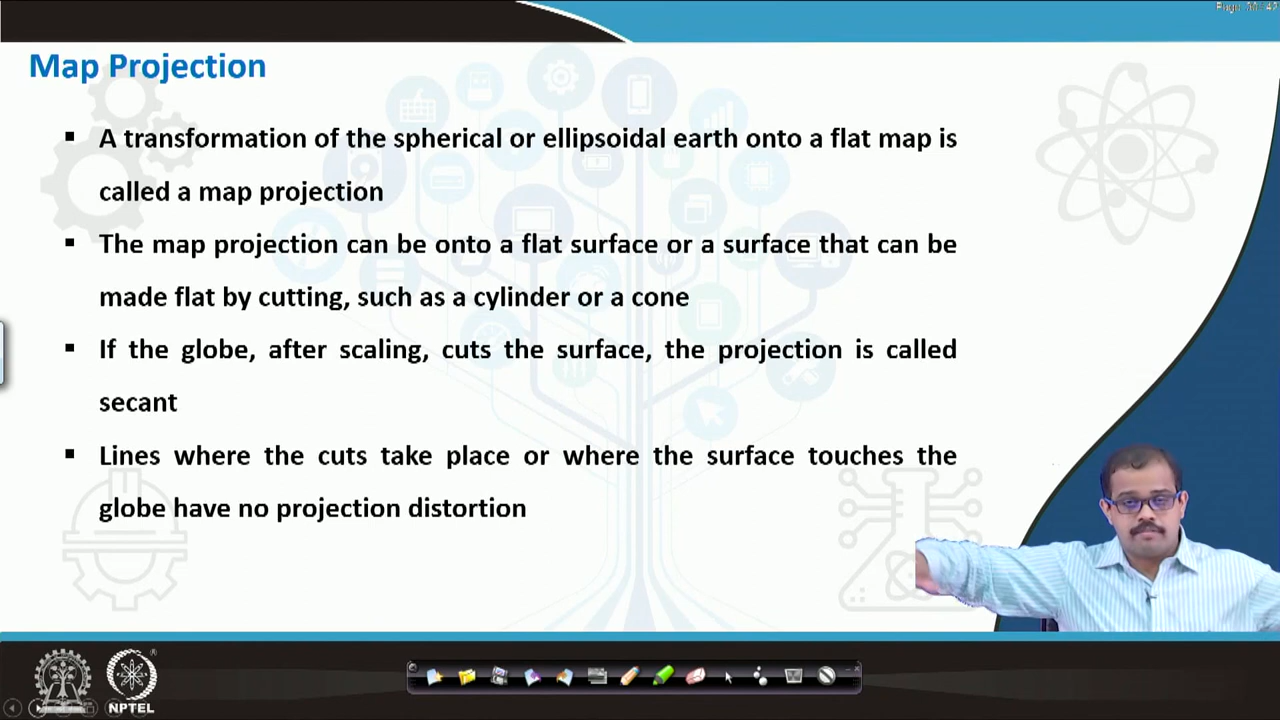 Map Projection
▪ A transformation of the spherical or ellipsoidal earth onto a flat map is
called a map projection
▪ The map projection can be onto a flat surface or a surface that can be
made flat by cutting, such as a cylinder or a cone
▪ If the globe, after scaling, cuts the surface, the projection is called
secant
▪ Lines where the cuts take place or where the surface touches the
globe have no projection distortion
NPTEL